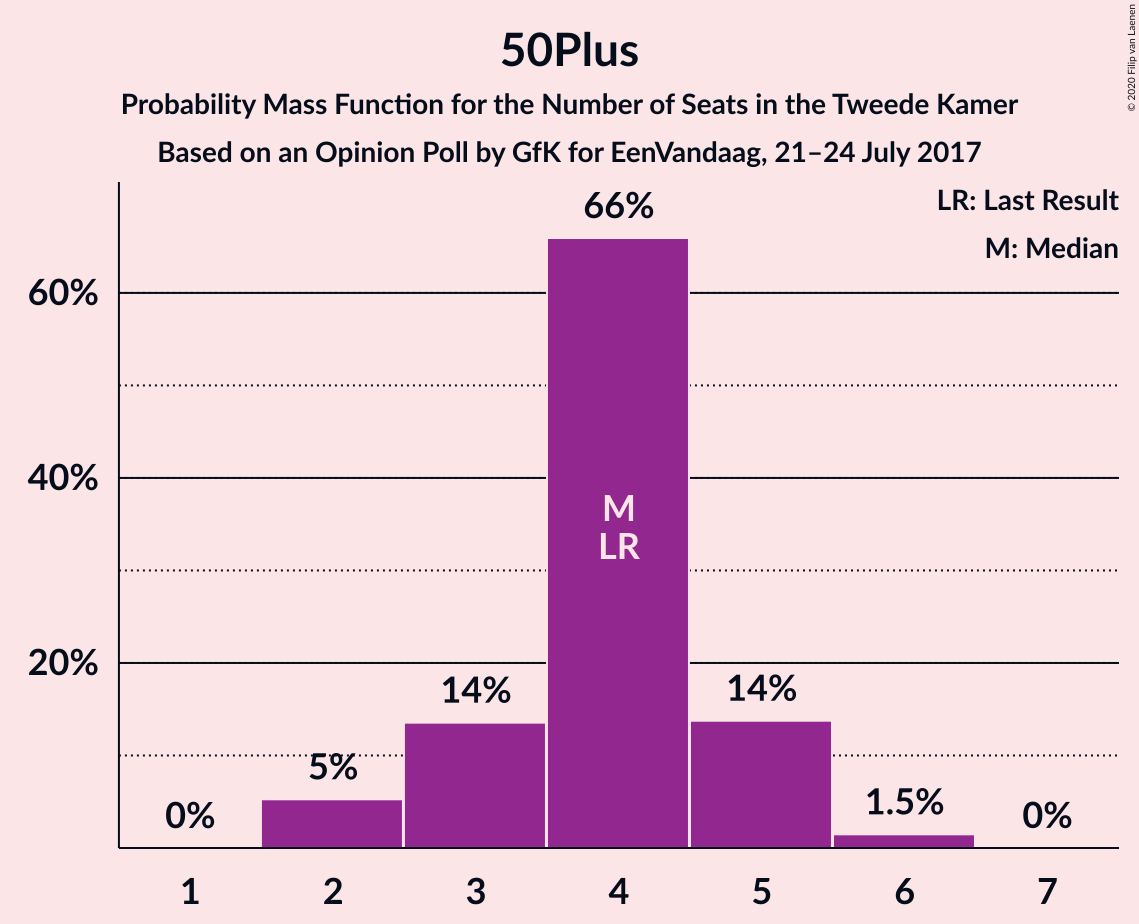 50Plus
Probability Mass Function for the Number of Seats in the Tweede Kamer
Based on an Opinion Poll by GfK for EenVandaag, 21–24 July 2017
© 2020 Filip van Laenen
LR: Last Result
M: Median
60%
40%
20%
0%
5%
14%
66%
M
LR
14%
1.5%
0%
1 2 3 4 5 6 7